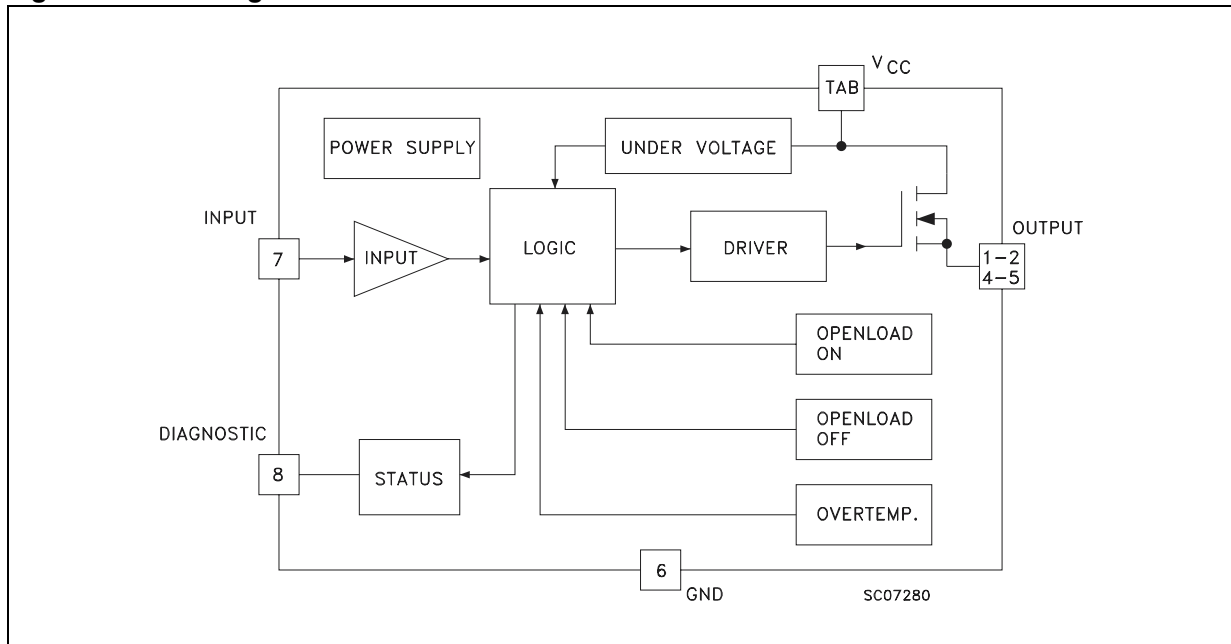 V CC
TAB
POWER SUPPLY
UNDER VOLTAGE
INPUT
7
INPUT
LOGIC
DRIVER
OUTPUT
1-2
4-5
OPENLOAD
ON
DIAGNOSTIC
8
STATUS
OPENLOAD
OFF
OVERTEMP.
6
GND
SC07280